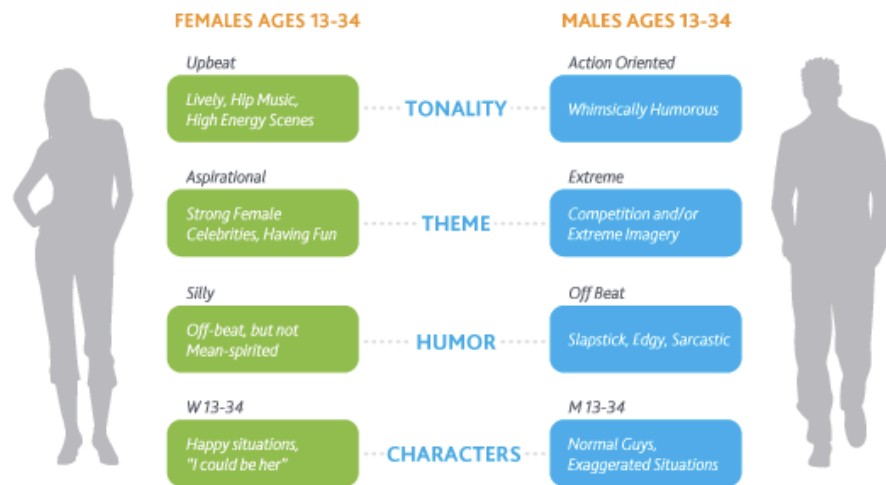 FEMALES AGES 13-34
MALES AGES 13-34
Upbeat
Lively, Hip Music,
High Energy Scenes
TONALITY
Action Oriented
Whimsically Humorous
Aspirational
Strong Female
Celebrities, Having Fun
THEME
Extreme
Competition and/or
Extreme Imagery
Silly
Off-beat, but not
Mean-spirited
HUMOR
Off Beat
Slapstick, Edgy, Sarcastic
W 13-34
Happy situations,
"I could be her"
CHARACTERS
M 13-34
Normal Guys,
Exaggerated Situations